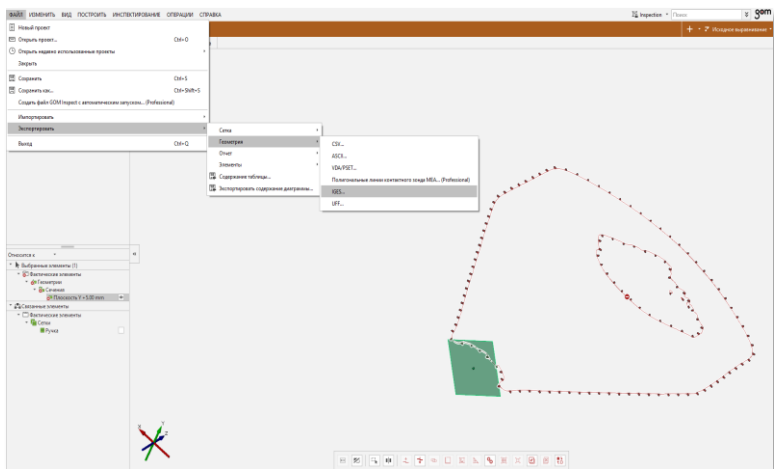 ФАЙЛ ИЗМЕНИТЬ ВИД ПОСТРОИТЬ ИНСПЕКТИРОВАНИЕ ОПЕРАЦИИ СПРАВКА
Inspection Поиск gom
Исходное выравнивание
Новый проект
Открыть проект... Ctrl+O
Открыть недавно использованные проекты
Закрыть
Сохранить Ctrl+S
Сохранить как... Ctrl+Shift+S
Создать файл GOM Inspect с автоматическим запуском... (Professional)
Импортировать
Экспортировать
Выход Ctrl+Q
Сетка
Геометрия
Отчет
Элементы
Содержание таблицы...
Экспортировать содержание диаграммы...
CSV...
ASCII...
VDA/PSET...
Полигональные линии контактного зонда MEA... (Professional)
IGES...
UFF...
Относится к
Выбранные элементы (1)
Фактические элементы
Геометрия
Сечения
Плоскость Y + 5.00 mm
Связанные элементы
Фактические элементы
Сетка
Ручка
X Y Z